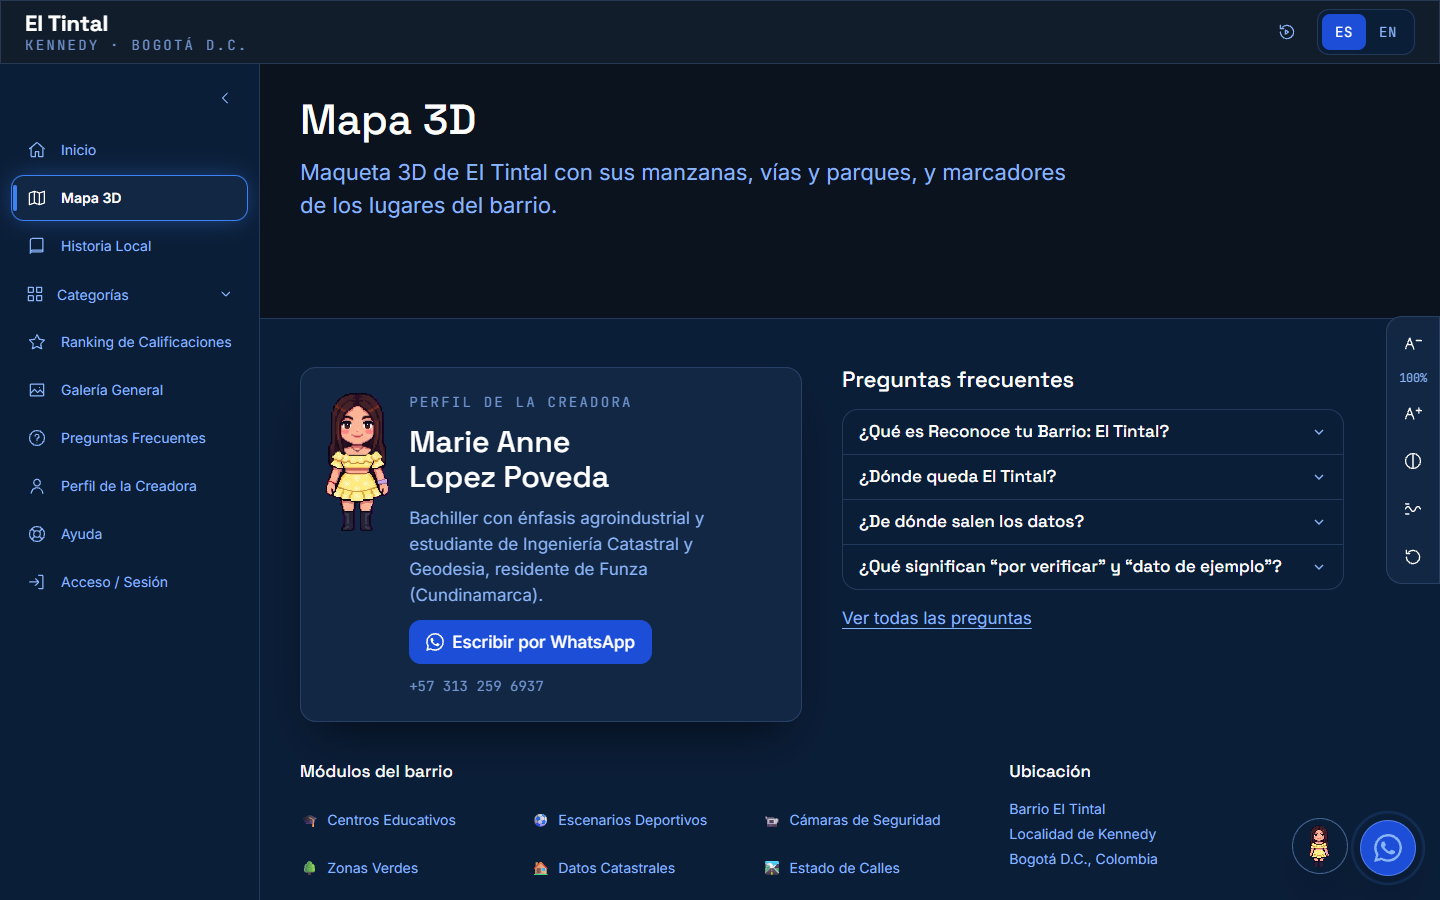 El Tintal
KENNEDY · BOGOTÁ D.C.
ES
EN
Inicio
Mapa 3D
Historia Local
Categorías
Ranking de Calificaciones
Galería General
Preguntas Frecuentes
Perfil de la Creadora
Ayuda
Acceso / Sesión
Mapa 3D
Maqueta 3D de El Tintal con sus manzanas, vías y parques, y marcadores
de los lugares del barrio.
A-
100%
A+
PERFIL DE LA CREADORA
Marie Anne
Lopez Poveda
Bachiller con énfasis agroindustrial y
estudiante de Ingeniería Catastral y
Geodesia, residente de Funza
(Cundinamarca).
Escribir por WhatsApp
+57 313 259 6937
Preguntas frecuentes
¿Qué es Reconoce tu Barrio: El Tintal?
¿Dónde queda El Tintal?
¿De dónde salen los datos?
¿Qué significan “por verificar” y “dato de ejemplo”?
Ver todas las preguntas
Módulos del barrio
Centros Educativos
Escenarios Deportivos
Cámaras de Seguridad
Zonas Verdes
Datos Catastrales
Estado de Calles
Ubicación
Barrio El Tintal
Localidad de Kennedy
Bogotá D.C., Colombia